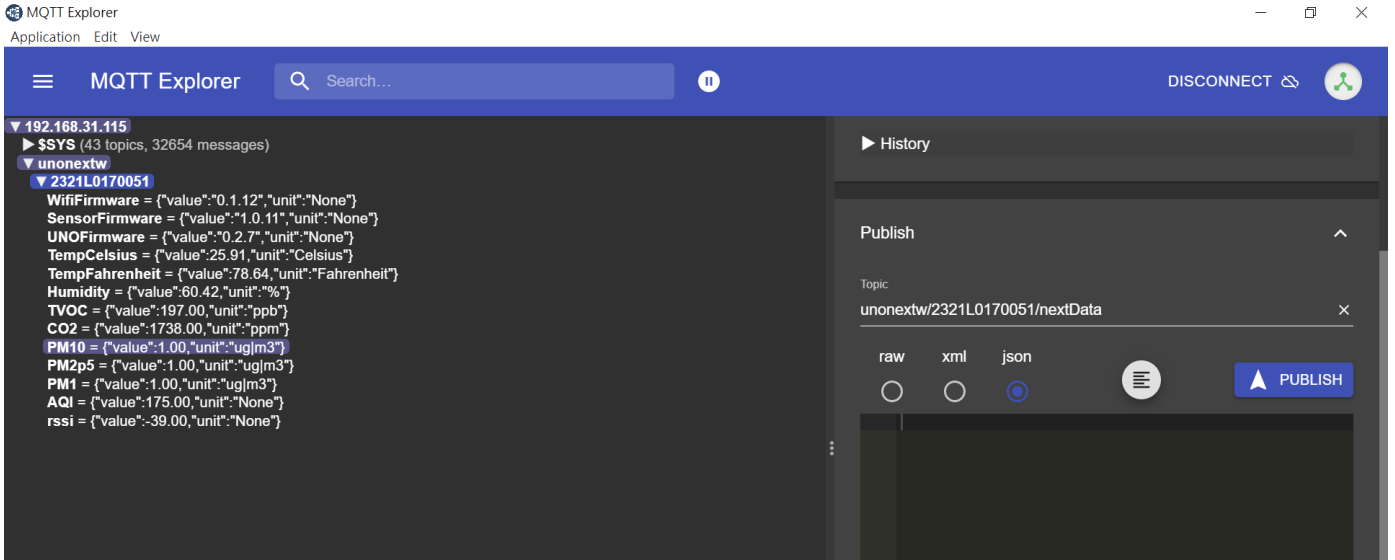 MQTT Explorer
Application Edit View
MQTT Explorer Search... DISCONNECT
▼ 192.168.31.115
▶ $SYS (43 topics, 32654 messages)
▼ unonextw
▼ 2321L0170051
WifiFirmware = {"value":"0.1.12","unit":"None"}
SensorFirmware = {"value":"1.0.11","unit":"None"}
UNOFirmware = {"value":"0.2.7","unit":"None"}
TempCelsius = {"value":25.91,"unit":"Celsius"}
TempFahrenheit = {"value":78.64,"unit":"Fahrenheit"}
Humidity = {"value":60.42,"unit":"%"}
TVOC = {"value":197.00,"unit":"ppb"}
CO2 = {"value":1738.00,"unit":"ppm"}
PM10 = {"value":1.00,"unit":"ug|m3"}
PM2p5 = {"value":1.00,"unit":"ug|m3"}
PM1 = {"value":1.00,"unit":"ug|m3"}
AQI = {"value":175.00,"unit":"None"}
rssi = {"value":-39.00,"unit":"None"}
▶ History
Publish
Topic
unonextw/2321L0170051/nextData
raw xml json
PUBLISH